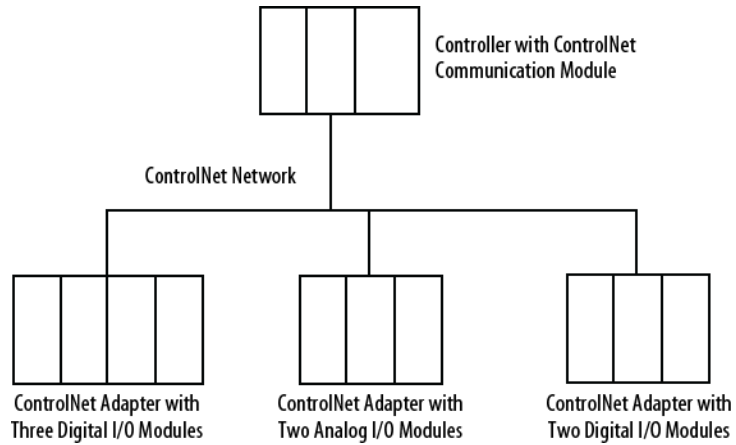 Controller with ControlNet
Communication Module
ControlNet Network
ControlNet Adapter with
Three Digital I/O Modules
ControlNet Adapter with
Two Analog I/O Modules
ControlNet Adapter with
Two Digital I/O Modules